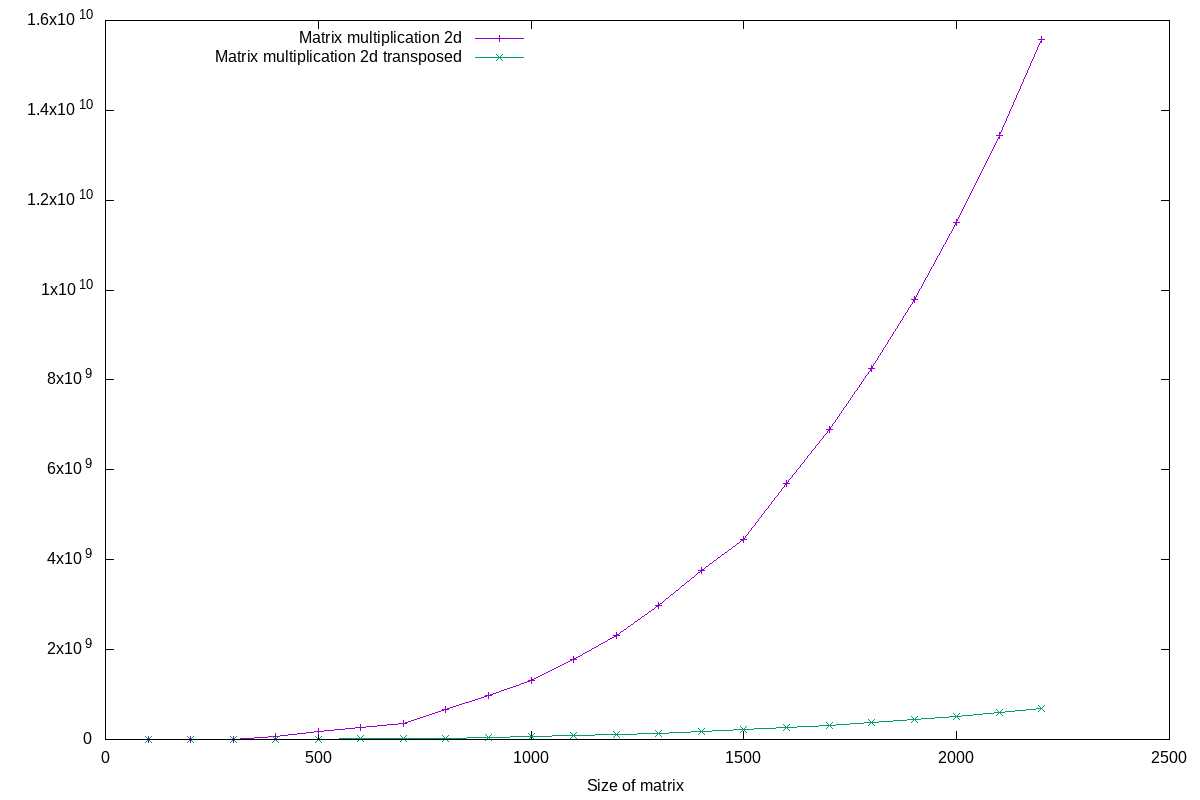 Matrix multiplication 2d
Matrix multiplication 2d transposed
1.6x10 10
1.4x10 10
1.2x10 10
1x10 10
8x10 9
6x10 9
4x10 9
2x10 9
0
0 500 1000 1500 2000 2500
Size of matrix